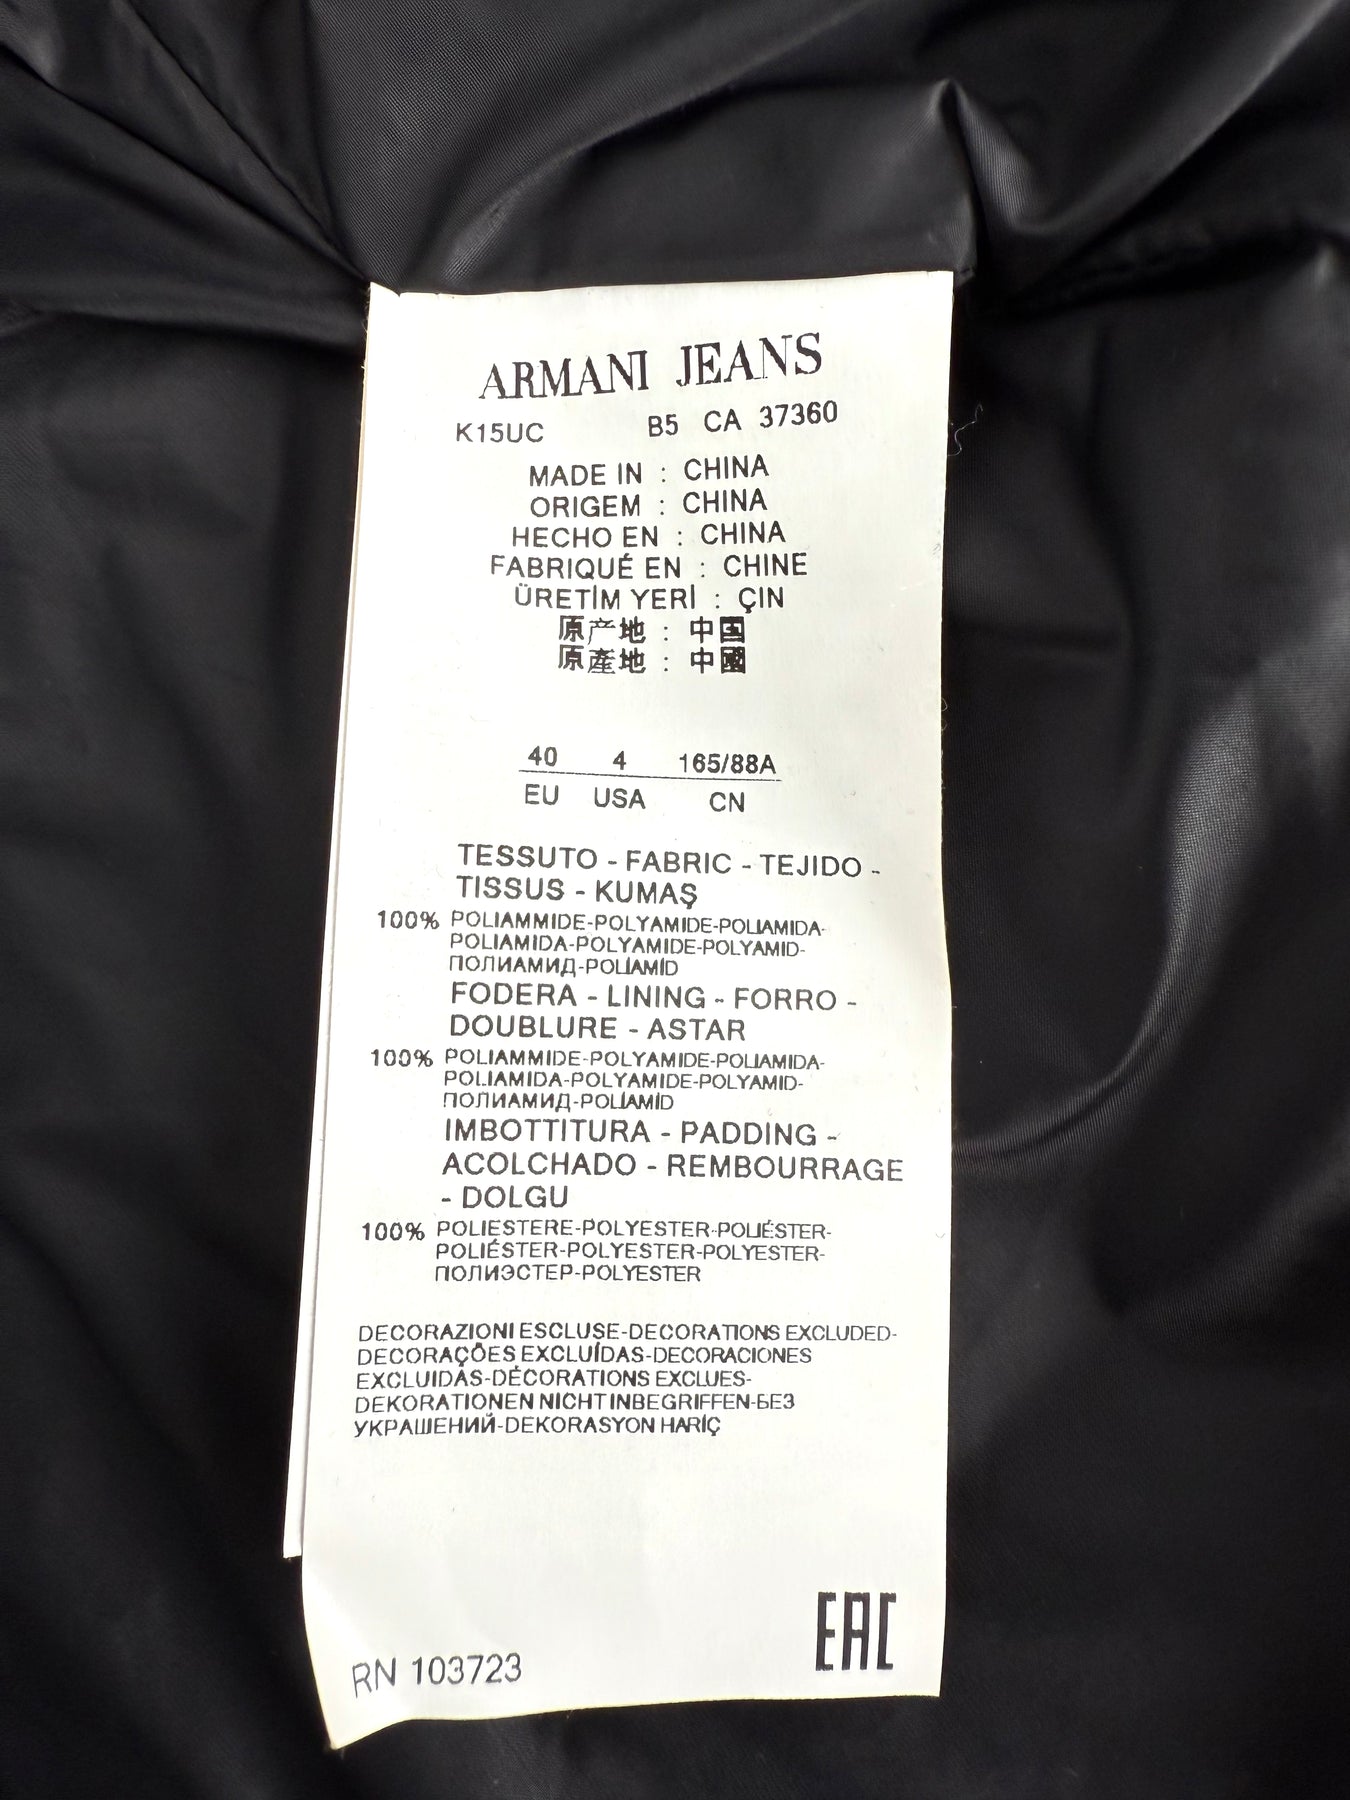 ARMANI JEANS
K15UC B5 CA 37360
MADE IN : CHINA
ORIGEM : CHINA
HECHO EN : CHINA
FABRIQUÉ EN : CHINE
ÜRETİM YERİ : ÇIN
原产地 : 中国
原產地 : 中國
40 4 165/88A
EU USA CN
TESSUTO - FABRIC - TEJIDO -
TISSUS - KUMAŞ
100% POLIAMMIDE-POLYAMIDE-POLIAMIDA-
POLIAMIDA-POLYAMIDE-POLYAMID-
ПОЛИАМИД-POLİAMİD
FODERA - LINING - FORRO -
DOUBLURE - ASTAR
100% POLIAMMIDE-POLYAMIDE-POLIAMIDA-
POLIAMIDA-POLYAMIDE-POLYAMID-
ПОЛИАМИД-POLİAMİD
IMBOTTITURA - PADDING -
ACOLCHADO - REMBOURRAGE
- DOLGU
100% POLIESTERE-POLYESTER-POLIÉSTER-
POLIÉSTER-POLYESTER-POLYESTER-
ПОЛИЭСТЕР-POLYESTER
DECORAZIONI ESCLUSE-DECORATIONS EXCLUDED-
DECORAÇÕES EXCLUÍDAS-DECORACIONES
EXCLUIDAS-DÉCORATIONS EXCLUES-
DEKORATIONEN NICHT INBEGRIFFEN-БЕЗ
УКРАШЕНИЙ-DEKORASYON HARİÇ
EAC
RN 103723